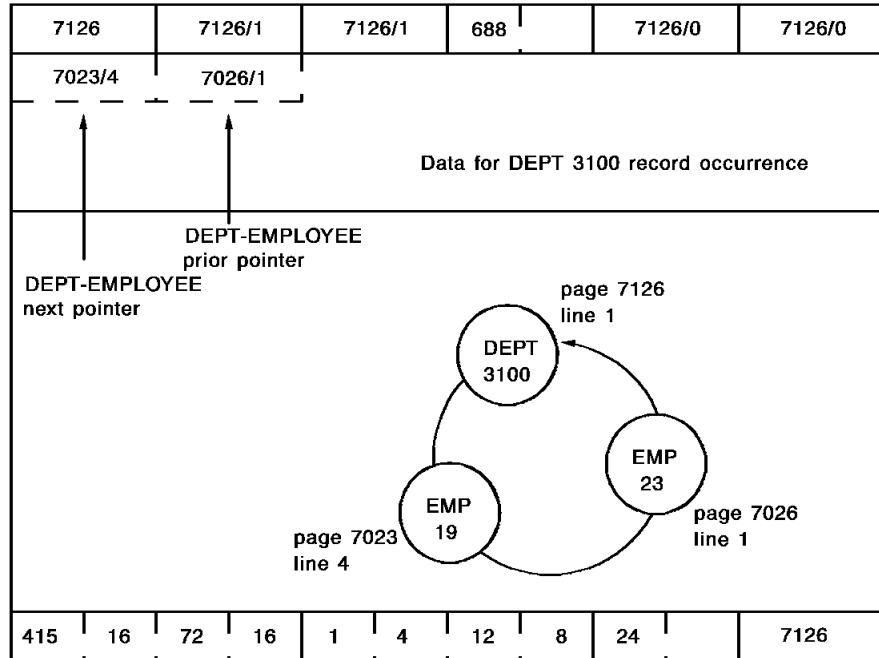 7126 7126/1 7126/1 688 7126/0 7126/0
7023/4 7026/1
Data for DEPT 3100 record occurrence
DEPT-EMPLOYEE
prior pointer
DEPT-EMPLOYEE
next pointer
page 7126
line 1
DEPT
3100
EMP
23
page 7026
line 1
EMP
19
page 7023
line 4
415 16 72 16 1 4 12 8 24 7126